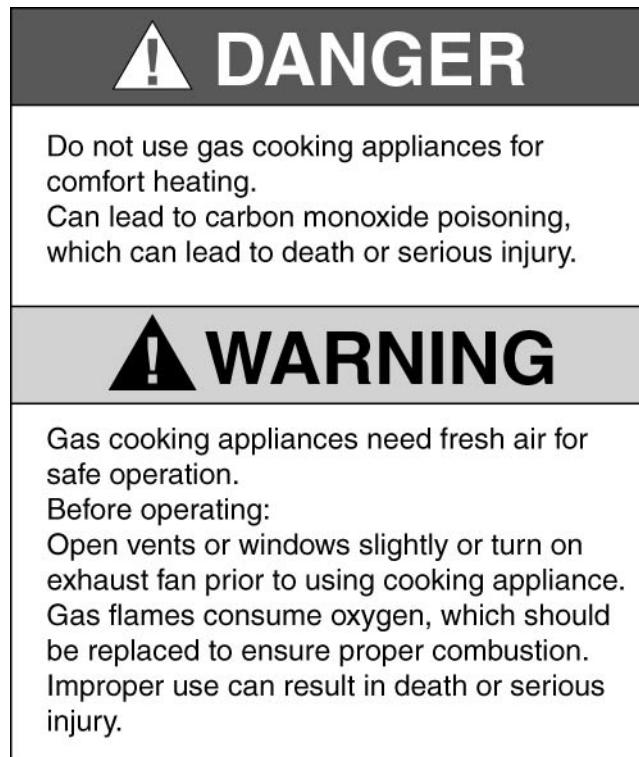 DANGER
Do not use gas cooking appliances for
comfort heating.
Can lead to carbon monoxide poisoning,
which can lead to death or serious injury.
WARNING
Gas cooking appliances need fresh air for
safe operation.
Before operating:
Open vents or windows slightly or turn on
exhaust fan prior to using cooking appliance.
Gas flames consume oxygen, which should
be replaced to ensure proper combustion.
Improper use can result in death or serious
injury.